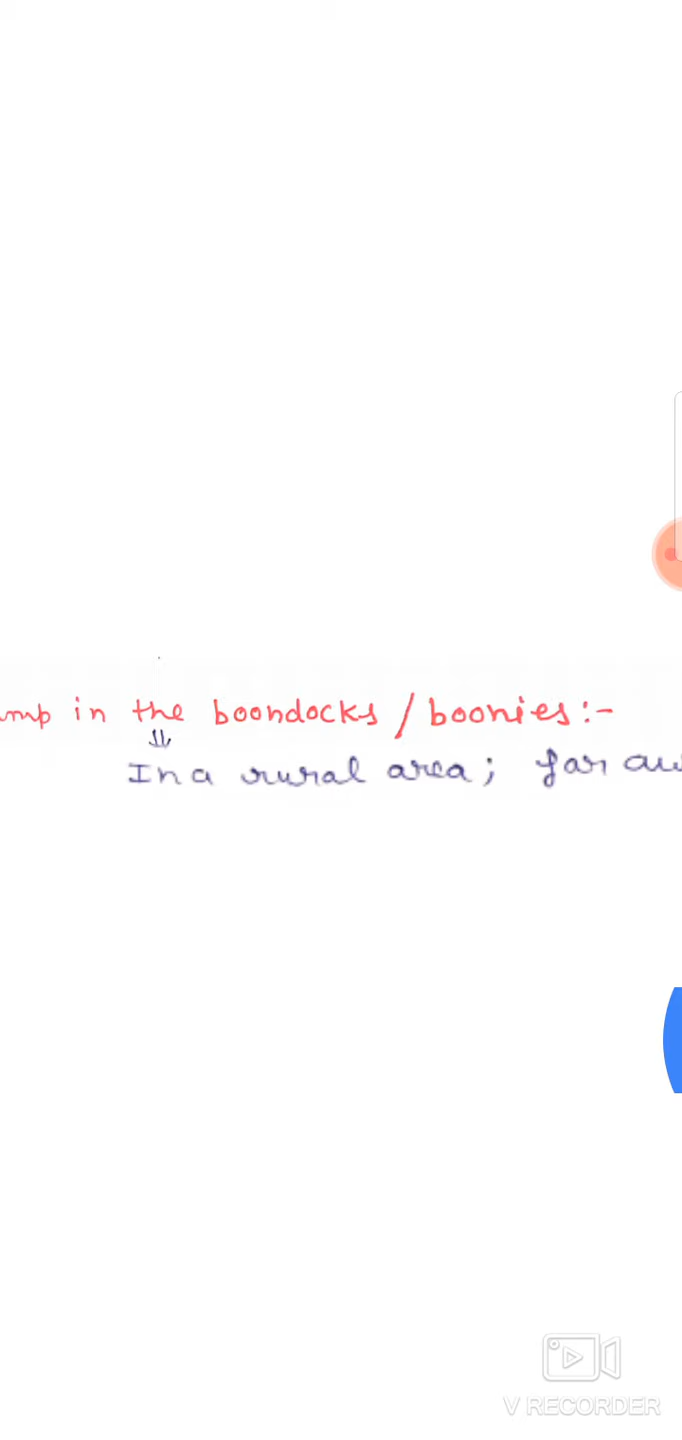 in the boondocks / boonies :-
In a rural area; far
V RECORDER